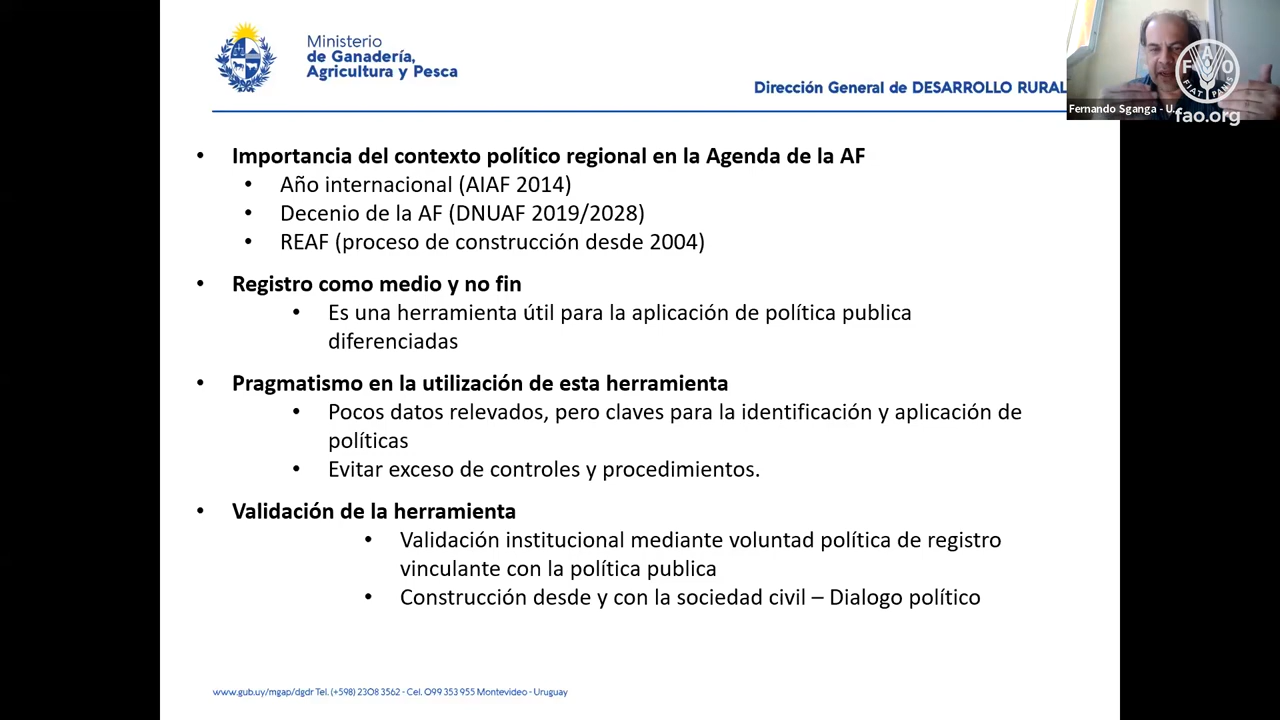 Ministerio
de Ganadería,
Agricultura y Pesca
Dirección General de DESARROLLO RURAL
Fernando Sganga - U...
FAO
FIAT PANIS
fao.org
• Importancia del contexto político regional en la Agenda de la AF
• Año internacional (AIAF 2014)
• Decenio de la AF (DNUAF 2019/2028)
• REAF (proceso de construcción desde 2004)
• Registro como medio y no fin
• Es una herramienta útil para la aplicación de política publica
diferenciadas
• Pragmatismo en la utilización de esta herramienta
• Pocos datos relevados, pero claves para la identificación y aplicación de
políticas
• Evitar exceso de controles y procedimientos.
• Validación de la herramienta
• Validación institucional mediante voluntad política de registro
vinculante con la política publica
• Construcción desde y con la sociedad civil – Dialogo político
www.gub.uy/mgap/dgdr Tel. (+598) 2308 3562 - Cel. 099 353 955 Montevideo - Uruguay